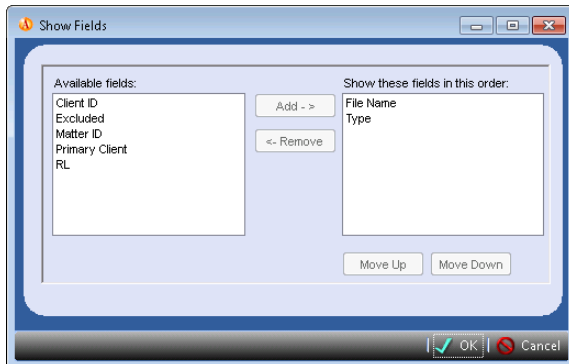 Show Fields
Available fields:
Client ID
Excluded
Matter ID
Primary Client
RL
Add - >
<- Remove
Show these fields in this order:
File Name
Type
Move Up
Move Down
OK
Cancel